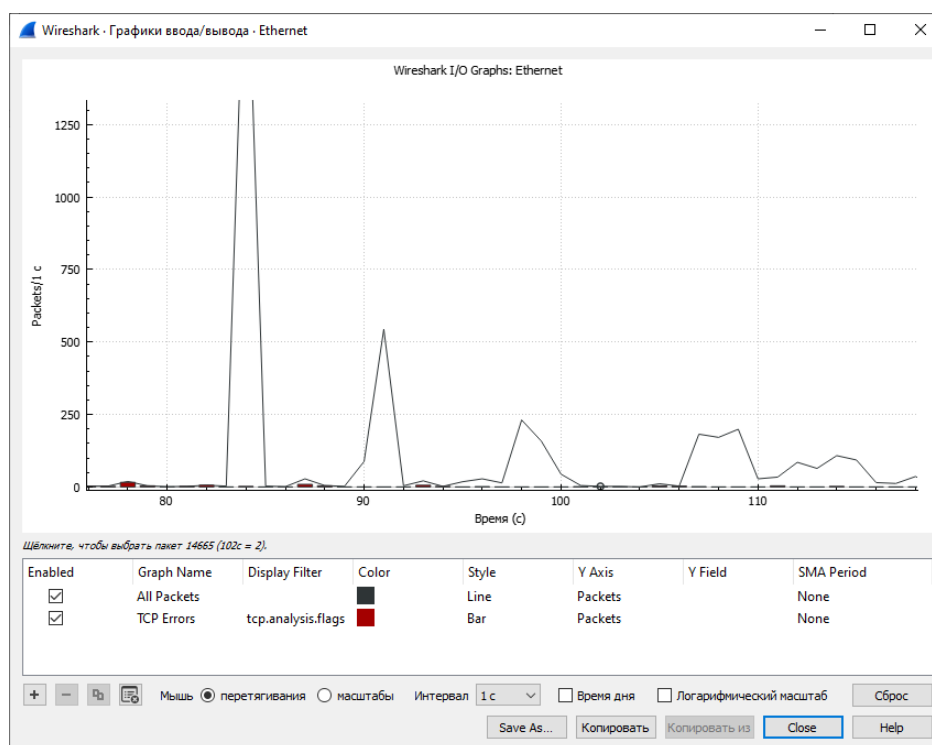 Wireshark · Графики ввода/вывода · Ethernet
Wireshark I/O Graphs: Ethernet
1250
1000
750
500
250
0
Packets/1 с
80 90 100 110
Время (с)
Щёлкните, чтобы выбрать пакет 14665 (102с = 2).
Enabled Graph Name Display Filter Color Style Y Axis Y Field SMA Period
All Packets Line Packets None
TCP Errors tcp.analysis.flags Bar Packets None
+ − Мышь перетягивания масштабы Интервал 1 с Время дня Логарифмический масштаб Сброс
Save As... Копировать Копировать из Close Help